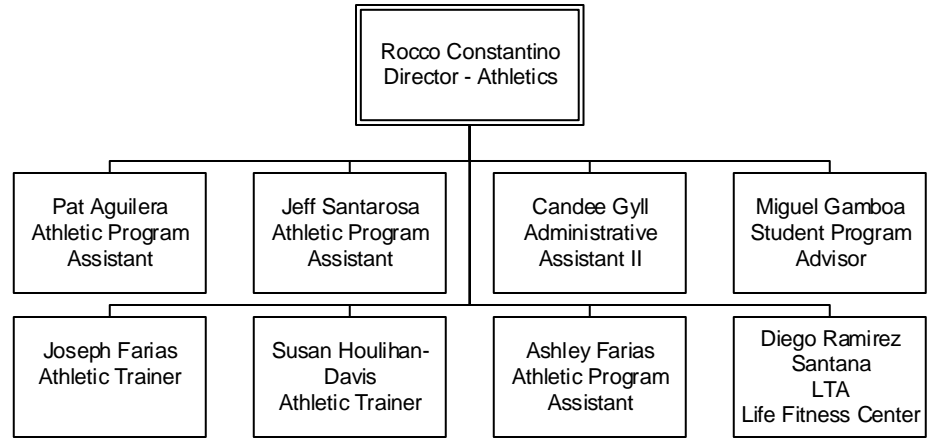 Rocco Constantino
Director - Athletics
Pat Aguilera
Athletic Program
Assistant
Jeff Santarosa
Athletic Program
Assistant
Candee Gyll
Administrative
Assistant II
Miguel Gamboa
Student Program
Advisor
Joseph Farias
Athletic Trainer
Susan Houlihan-
Davis
Athletic Trainer
Ashley Farias
Athletic Program
Assistant
Diego Ramirez
Santana
LTA
Life Fitness Center